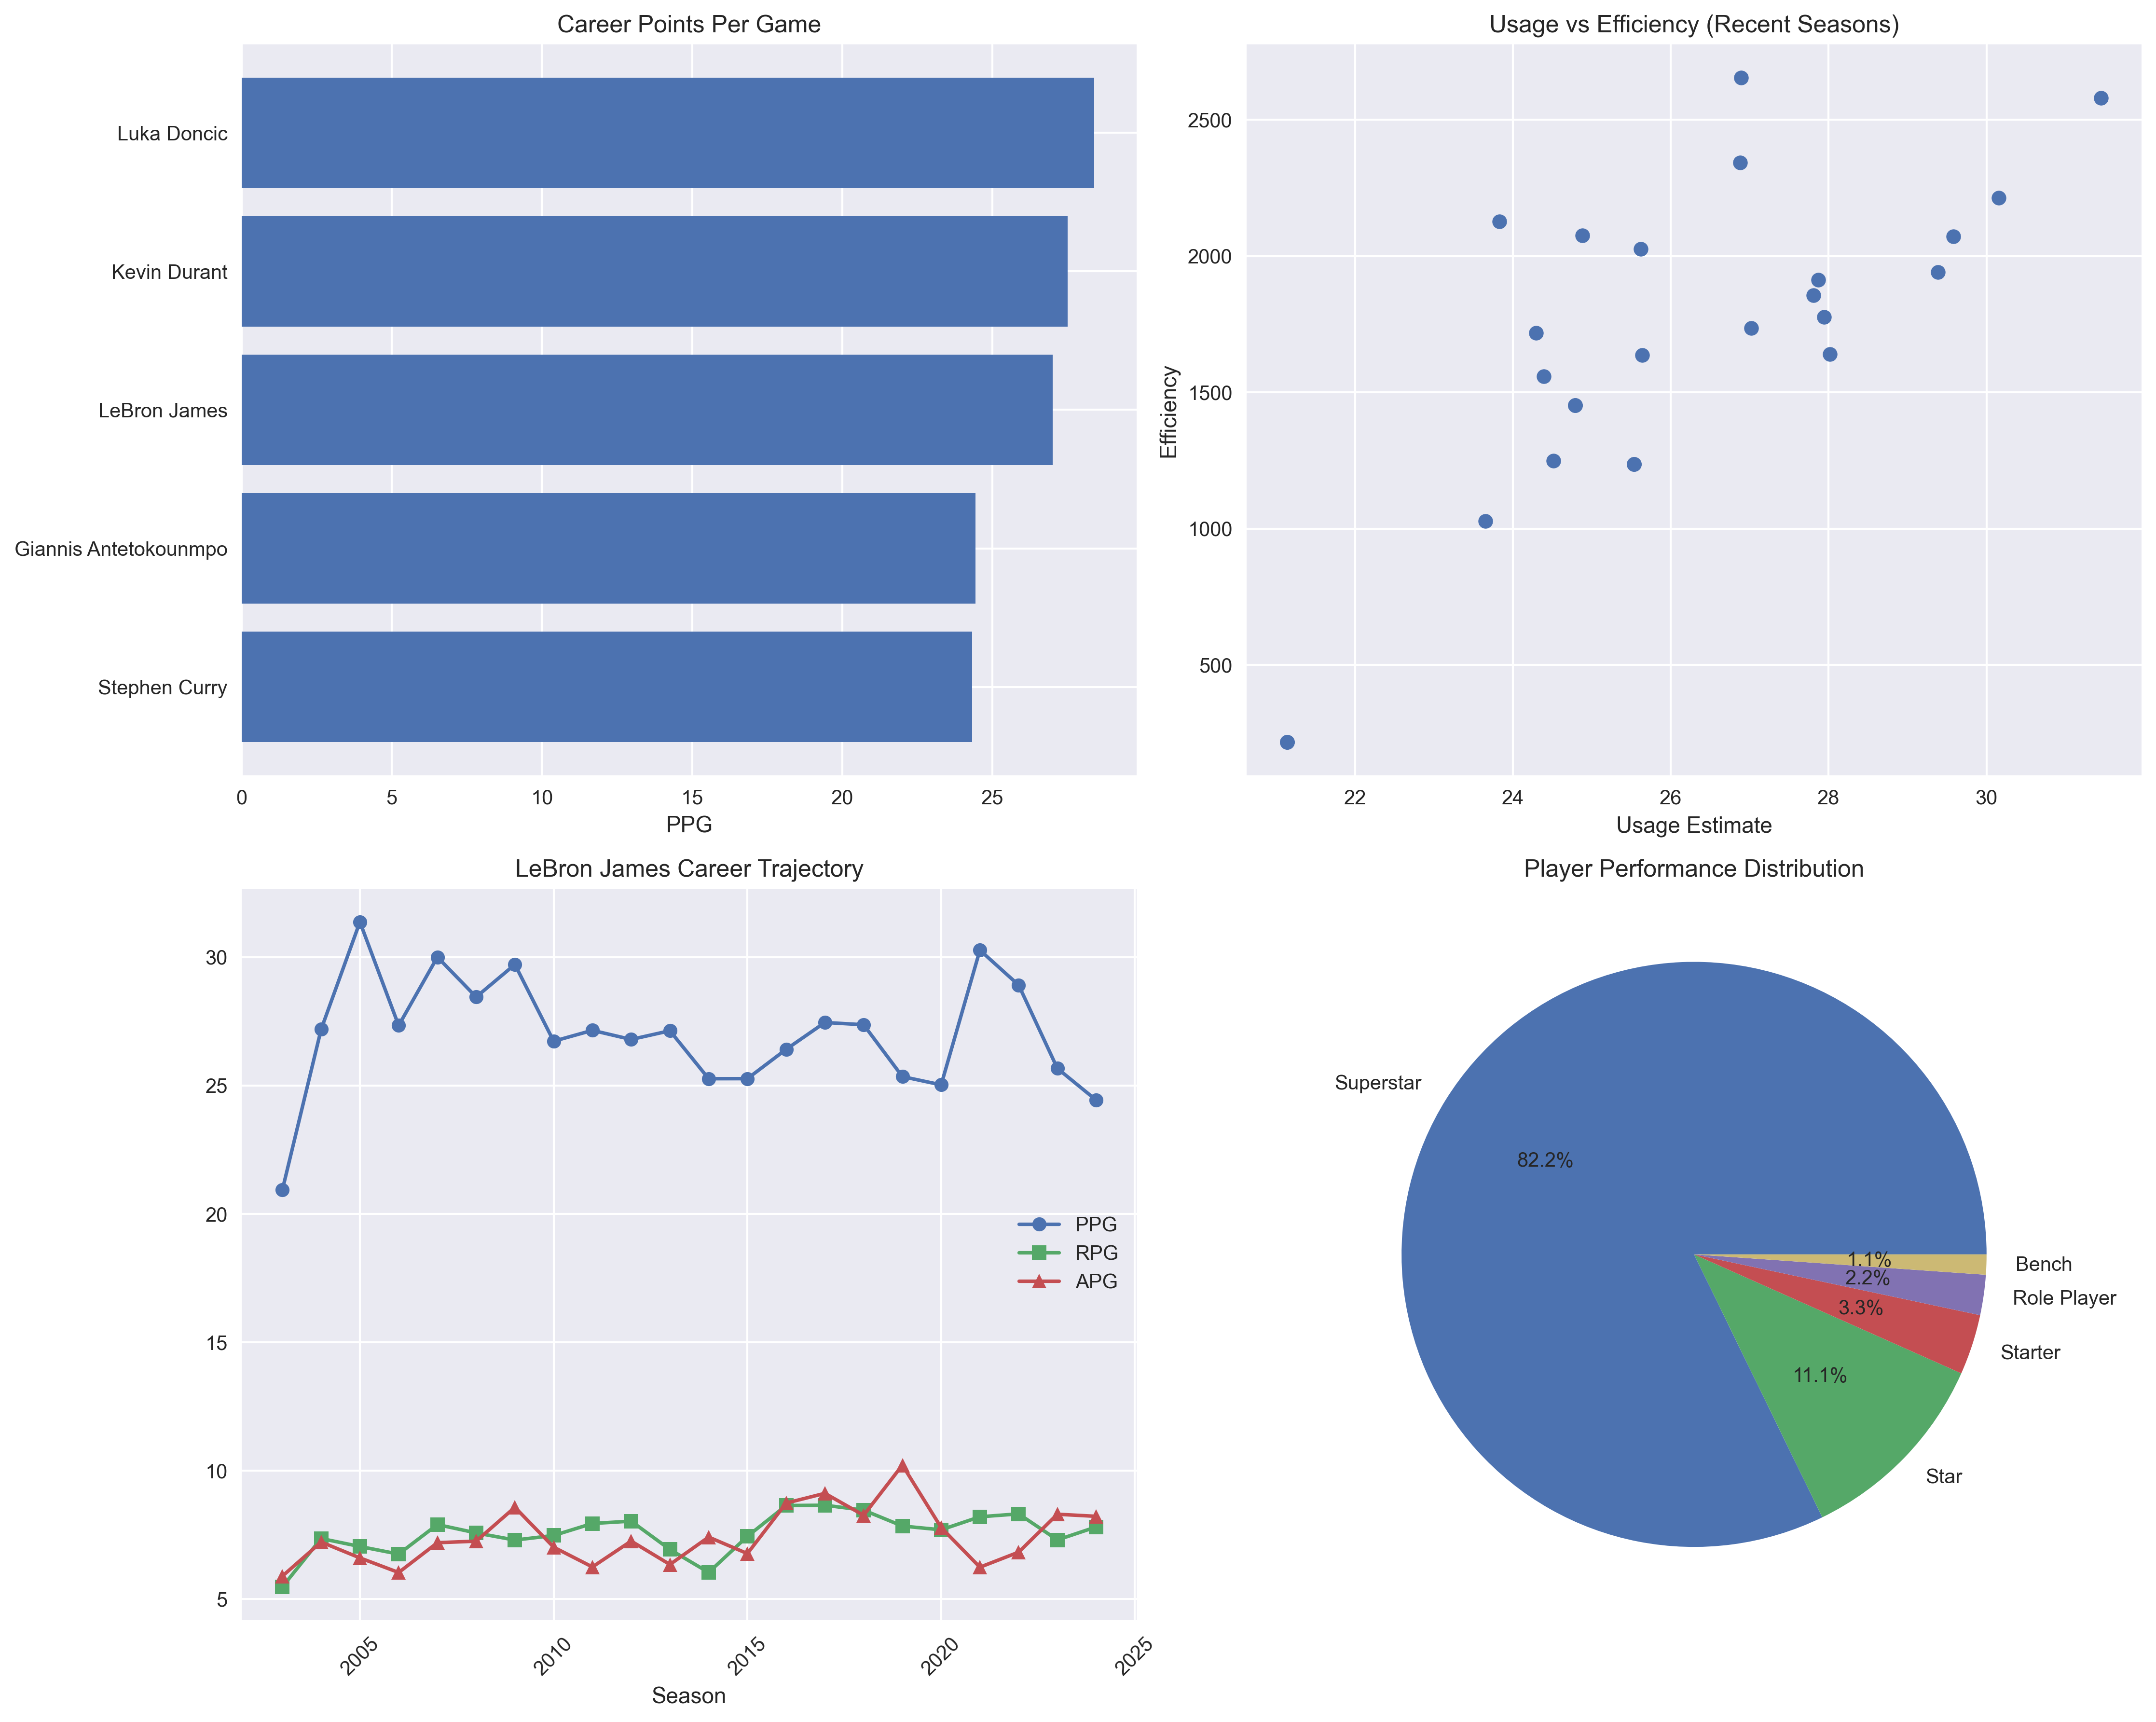 Career Points Per Game
Luka Doncic
Kevin Durant
LeBron James
Giannis Antetokounmpo
Stephen Curry
0 5 10 15 20 25
PPG
Usage vs Efficiency (Recent Seasons)
Efficiency
2500
2000
1500
1000
500
22 24 26 28 30
Usage Estimate
LeBron James Career Trajectory
30
25
20
15
10
5
PPG
RPG
APG
2005 2010 2015 2020 2025
Season
Player Performance Distribution
Superstar
82.2%
1.1%
Bench
2.2%
Role Player
3.3%
Starter
11.1%
Star